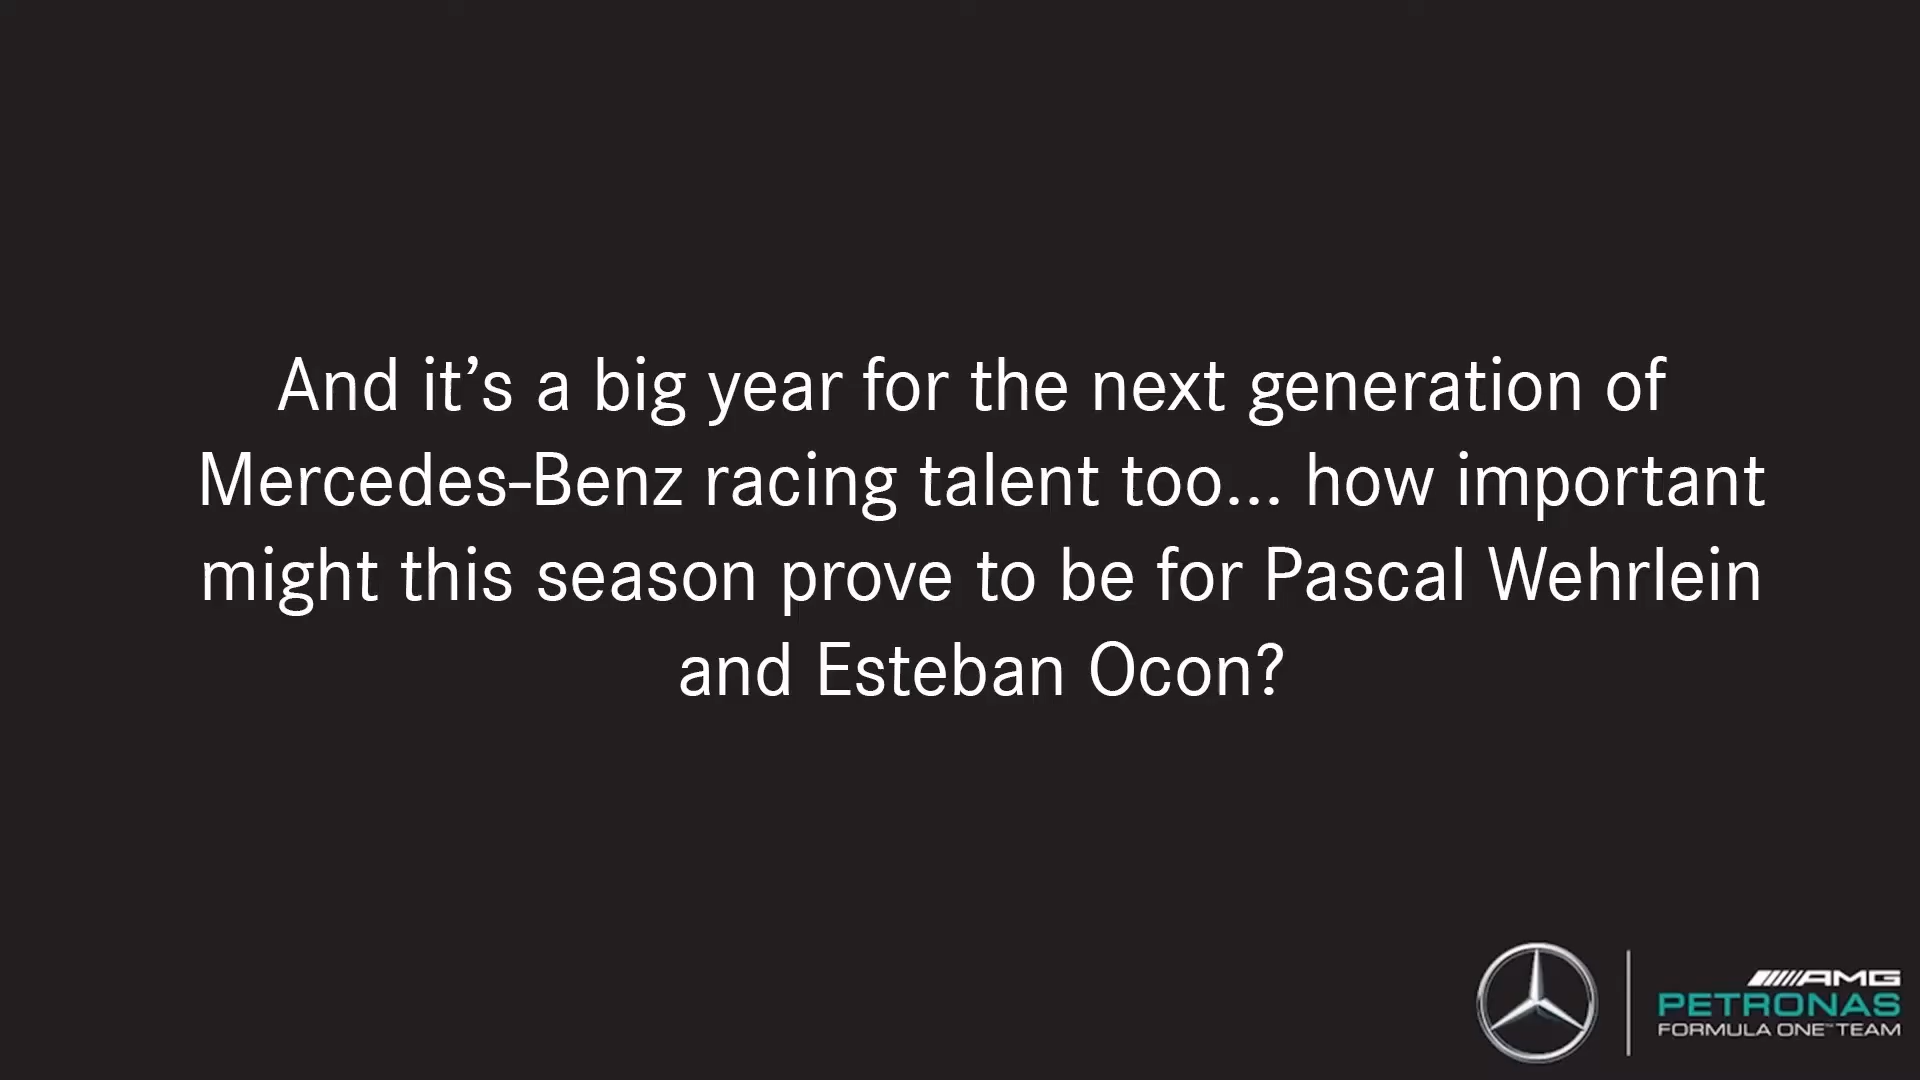 And it’s a big year for the next generation of
Mercedes-Benz racing talent too... how important
might this season prove to be for Pascal Wehrlein
and Esteban Ocon?
AMG
PETRONAS
FORMULA ONE™ TEAM